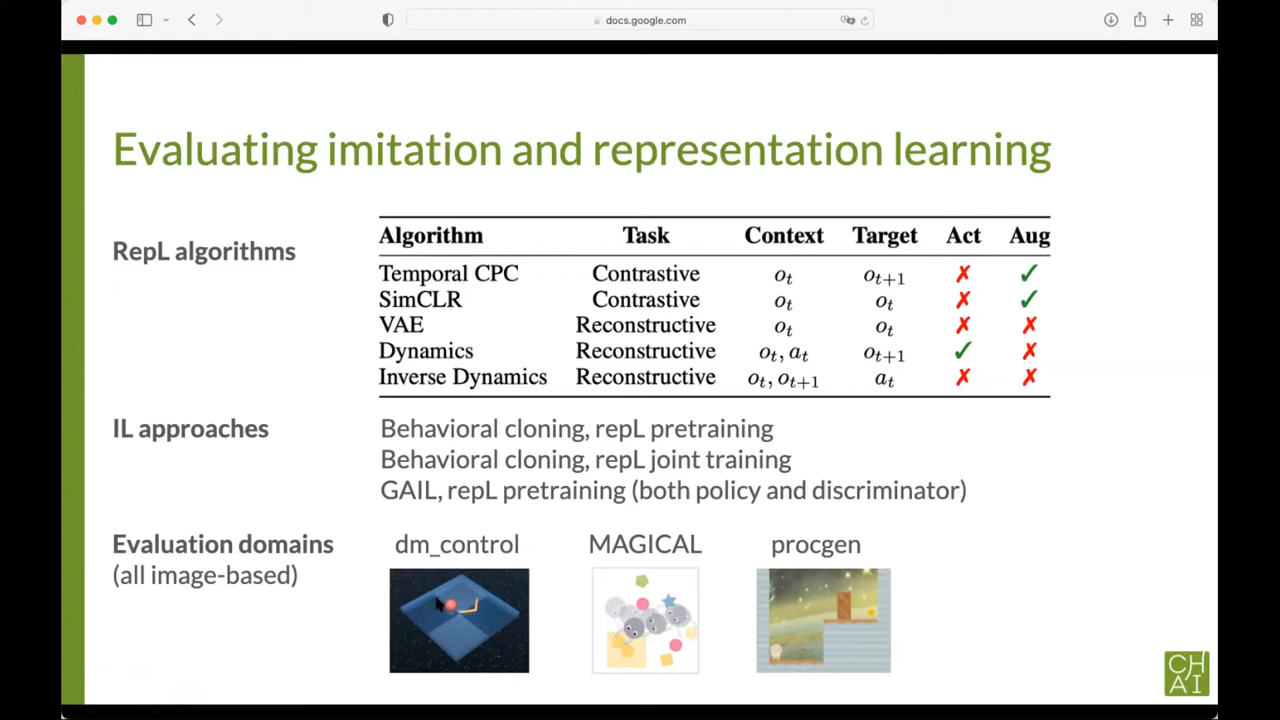 docs.google.com
Evaluating imitation and representation learning
RepL algorithms
Algorithm Task Context Target Act Aug
Temporal CPC Contrastive oₜ oₜ₊₁ ✗ ✓
SimCLR Contrastive oₜ oₜ ✗ ✓
VAE Reconstructive oₜ oₜ ✗ ✗
Dynamics Reconstructive oₜ, aₜ oₜ₊₁ ✓ ✗
Inverse Dynamics Reconstructive oₜ, oₜ₊₁ aₜ ✗ ✗
IL approaches
Behavioral cloning, repL pretraining
Behavioral cloning, repL joint training
GAIL, repL pretraining (both policy and discriminator)
Evaluation domains
(all image-based)
dm_control MAGICAL procgen
CH
AI